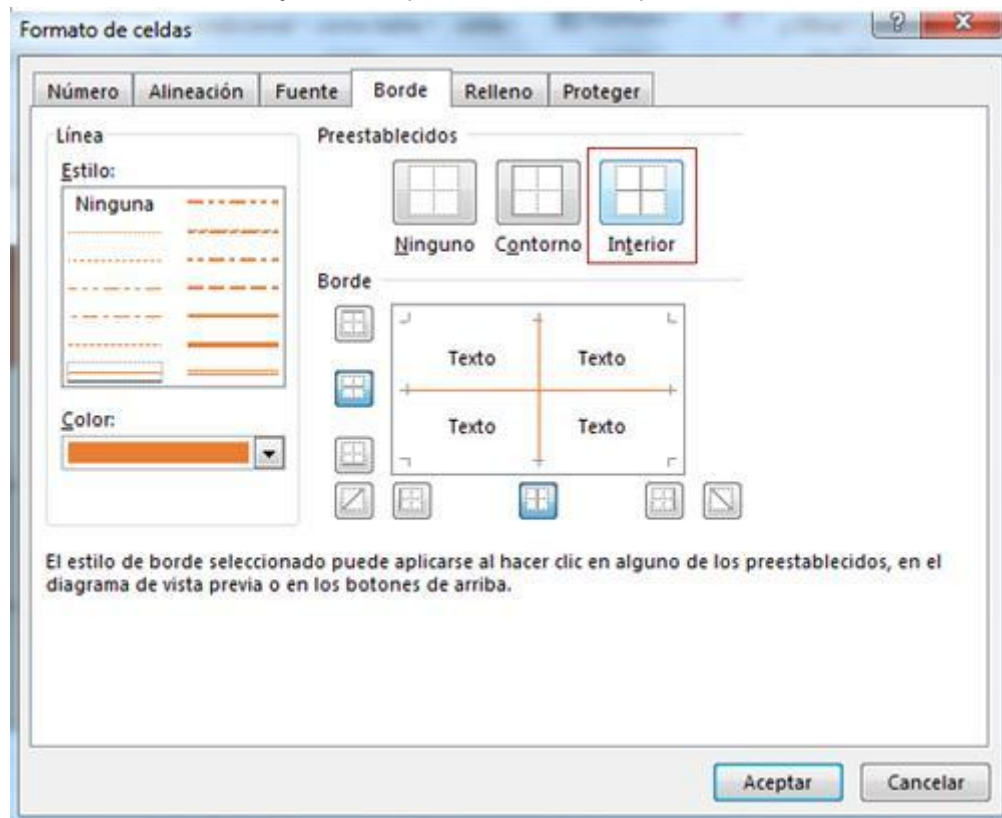 Formato de celdas
Número Alineación Fuente Borde Relleno Proteger
Línea
Estilo:
Ninguna
Color:
Preestablecidos
Ninguno Contorno Interior
Borde
Texto Texto
Texto Texto
El estilo de borde seleccionado puede aplicarse al hacer clic en alguno de los preestablecidos, en el
diagrama de vista previa o en los botones de arriba.
Aceptar Cancelar